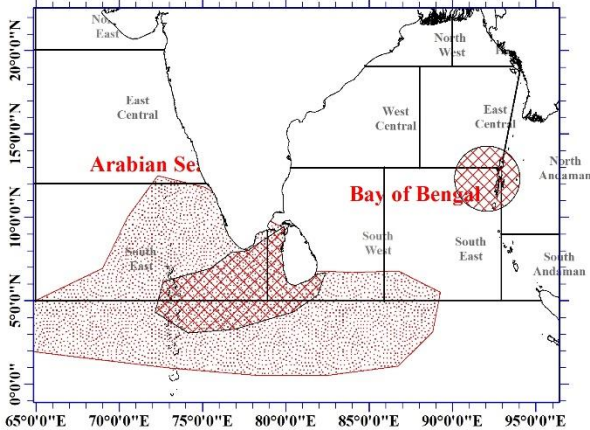 North
East
North
West
20°0'0"N
East
Central
West
Central
East
Central
15°0'0"N
Arabian Se
North
Andaman
Bay of Bengal
10°0'0"N
South
East
South
West
South
East
South
Andaman
5°0'0"N
0°0'0"
65°0'0"E 70°0'0"E 75°0'0"E 80°0'0"E 85°0'0"E 90°0'0"E 95°0'0"E